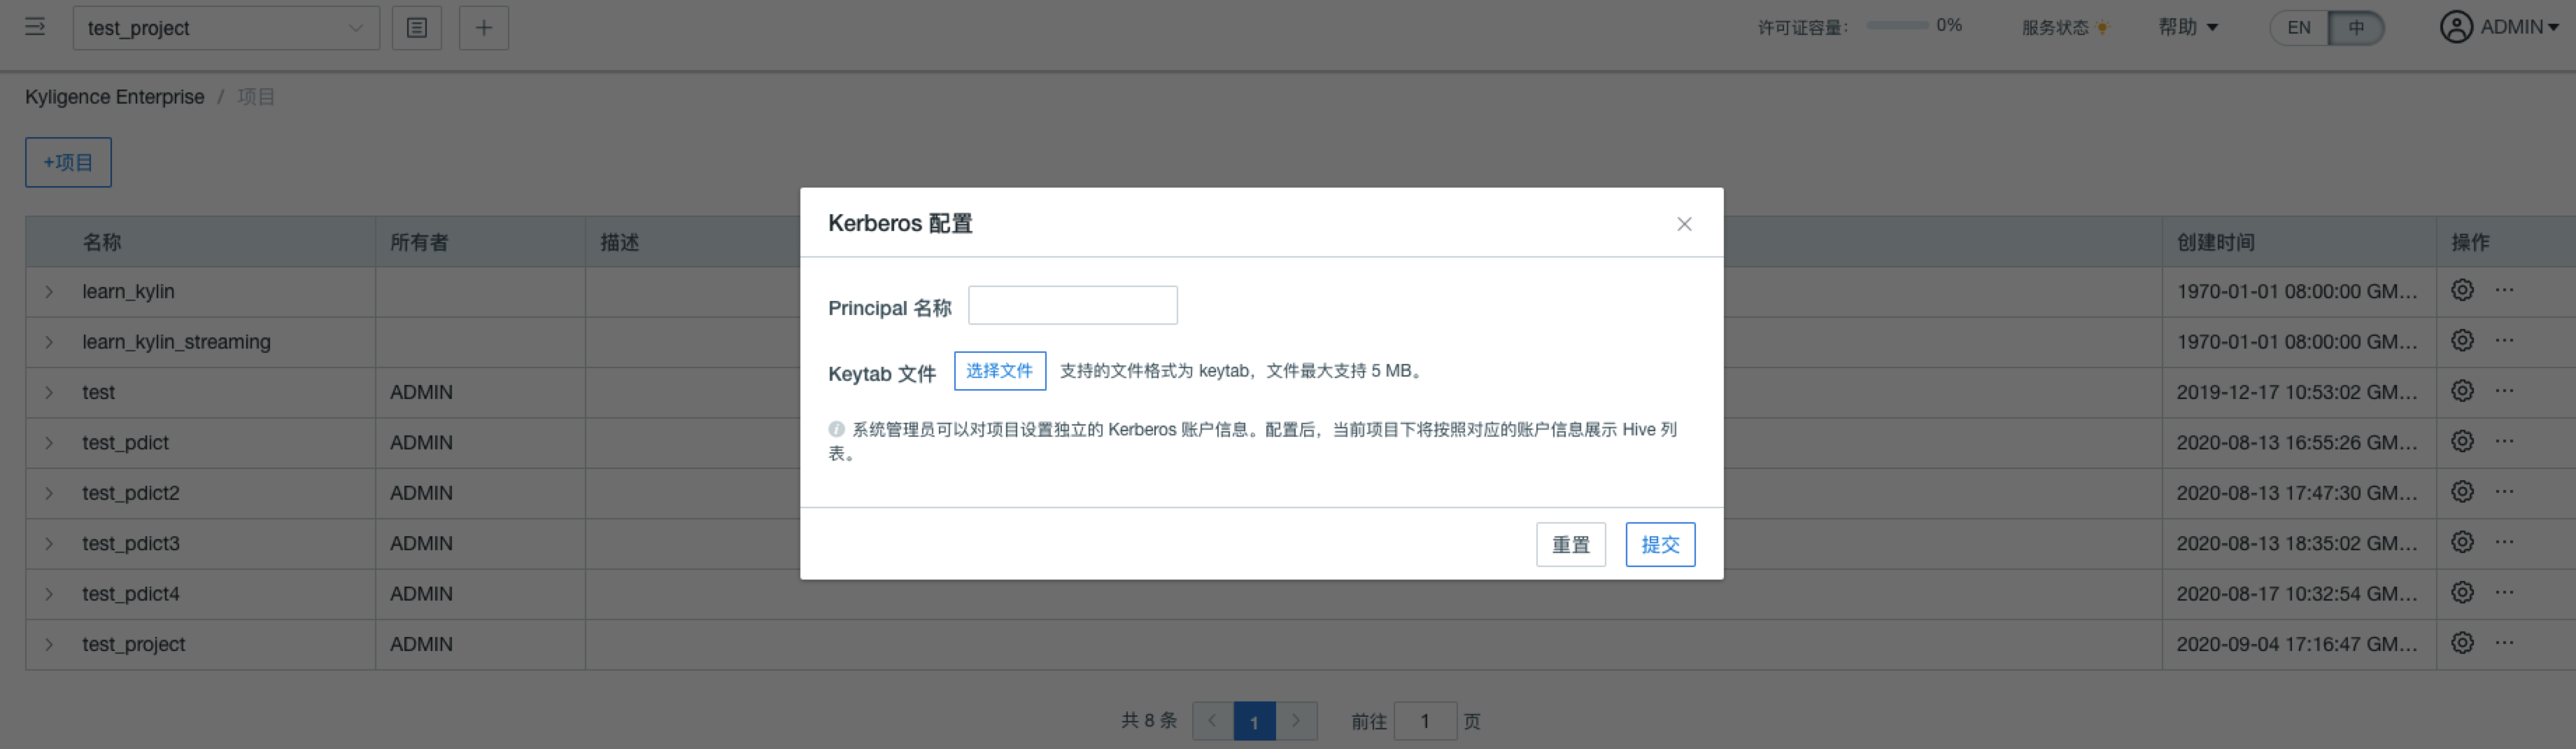 test_project
许可证容量： 0% 服务状态 帮助 EN 中 ADMIN
Kyligence Enterprise / 项目
+项目
名称 所有者 描述 创建时间 操作
learn_kylin 1970-01-01 08:00:00 GM...
learn_kylin_streaming 1970-01-01 08:00:00 GM...
test ADMIN 2019-12-17 10:53:02 GM...
test_pdict ADMIN 2020-08-13 16:55:26 GM...
test_pdict2 ADMIN 2020-08-13 17:47:30 GM...
test_pdict3 ADMIN 2020-08-13 18:35:02 GM...
test_pdict4 ADMIN 2020-08-17 10:32:54 GM...
test_project ADMIN 2020-09-04 17:16:47 GM...
共 8 条 1 前往 1 页
Kerberos 配置
Principal 名称
Keytab 文件 选择文件 支持的文件格式为 keytab，文件最大支持 5 MB。
系统管理员可以对项目设置独立的 Kerberos 账户信息。配置后，当前项目下将按照对应的账户信息展示 Hive 列
表。
重置 提交